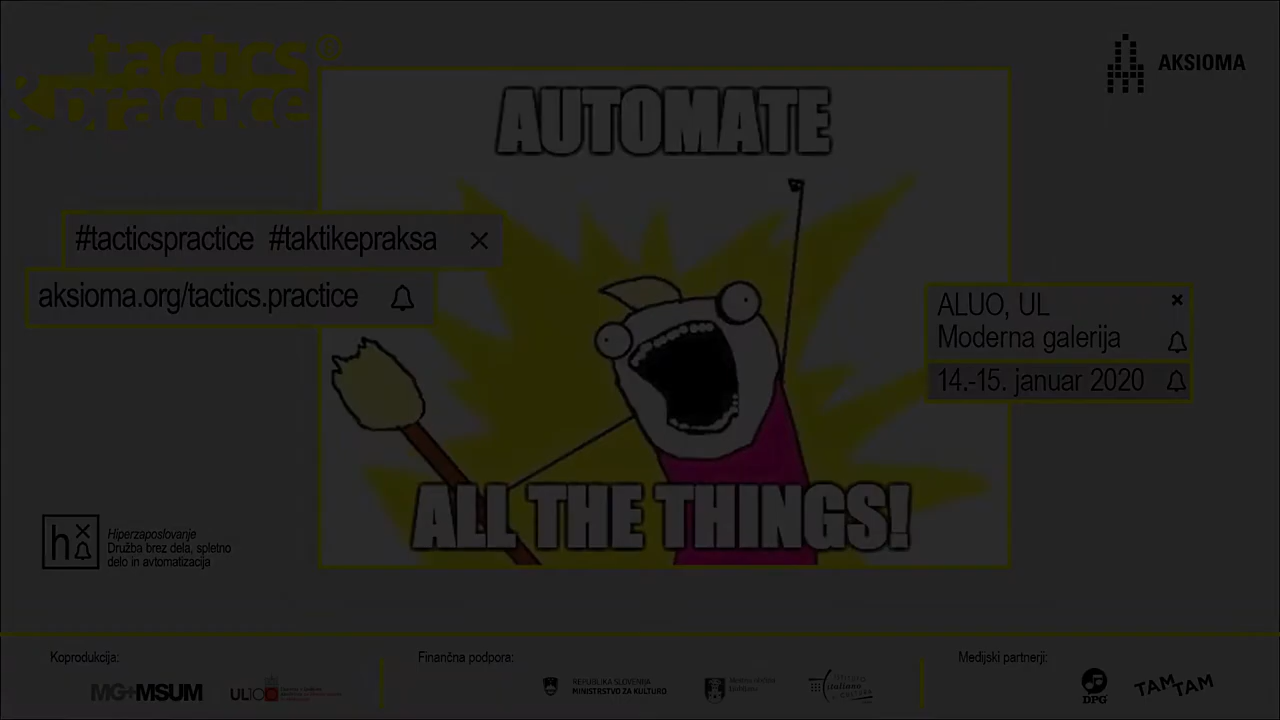 tactics
&practice
AKSIOMA
AUTOMATE
#tacticspractice #taktikepraksa
aksioma.org/tactics.practice
ALUO, UL
Moderna galerija
14.-15. januar 2020
ALL THE THINGS!
Hiperzaposlovanje
Družba brez dela, spletno
delo in avtomatizacija
Koprodukcija:
Finančna podpora:
Medijski partnerji:
MG+MSUM
REPUBLIKA SLOVENIJA
MINISTRSTVO ZA KULTURO
DPG
TAM TAM